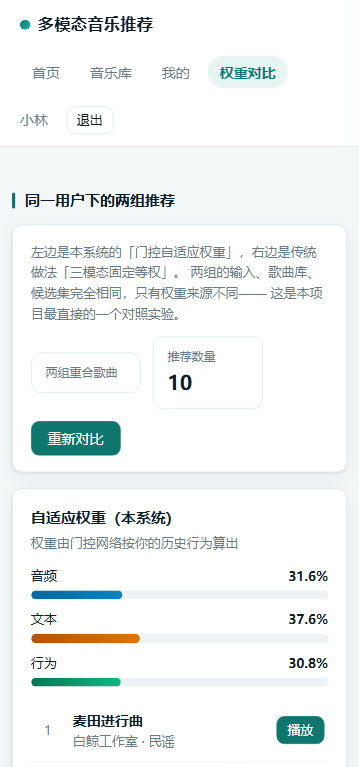 多模态音乐推荐
首页 音乐库 我的 权重对比
小林 退出
同一用户下的两组推荐
左边是本系统的「门控自适应权重」，右边是传统
做法「三模态固定等权」。 两组的输入、歌曲库、
候选集完全相同，只有权重来源不同—— 这是本项
目最直接的一个对照实验。
两组重合歌曲
推荐数量
10
重新对比
自适应权重（本系统）
权重由门控网络按你的历史行为算出
音频 31.6%
文本 37.6%
行为 30.8%
1 麦田进行曲
白鲸工作室 · 民谣
播放